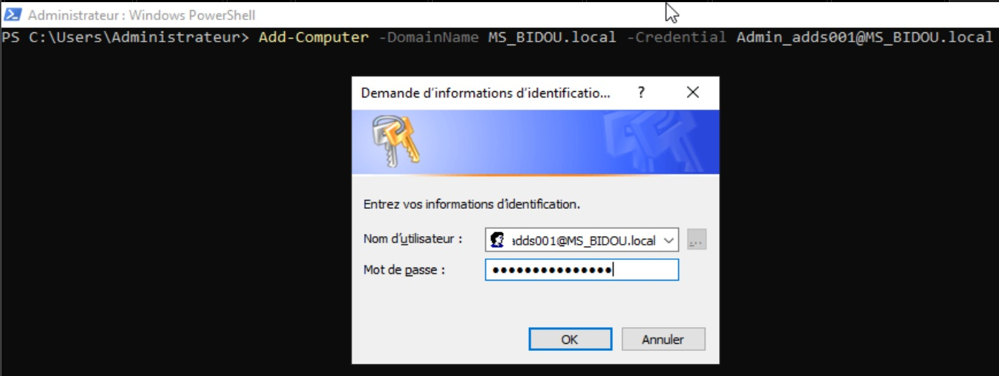 Administrateur : Windows PowerShell
PS C:\Users\Administrateur> Add-Computer -DomainName MS_BIDOU.local -Credential Admin_adds001@MS_BIDOU.local
Demande d'informations d'identificatio... ?
Entrez vos informations d'identification.
Nom d'utilisateur : adds001@MS_BIDOU.local ...
Mot de passe : •••••••••••••••
OK Annuler